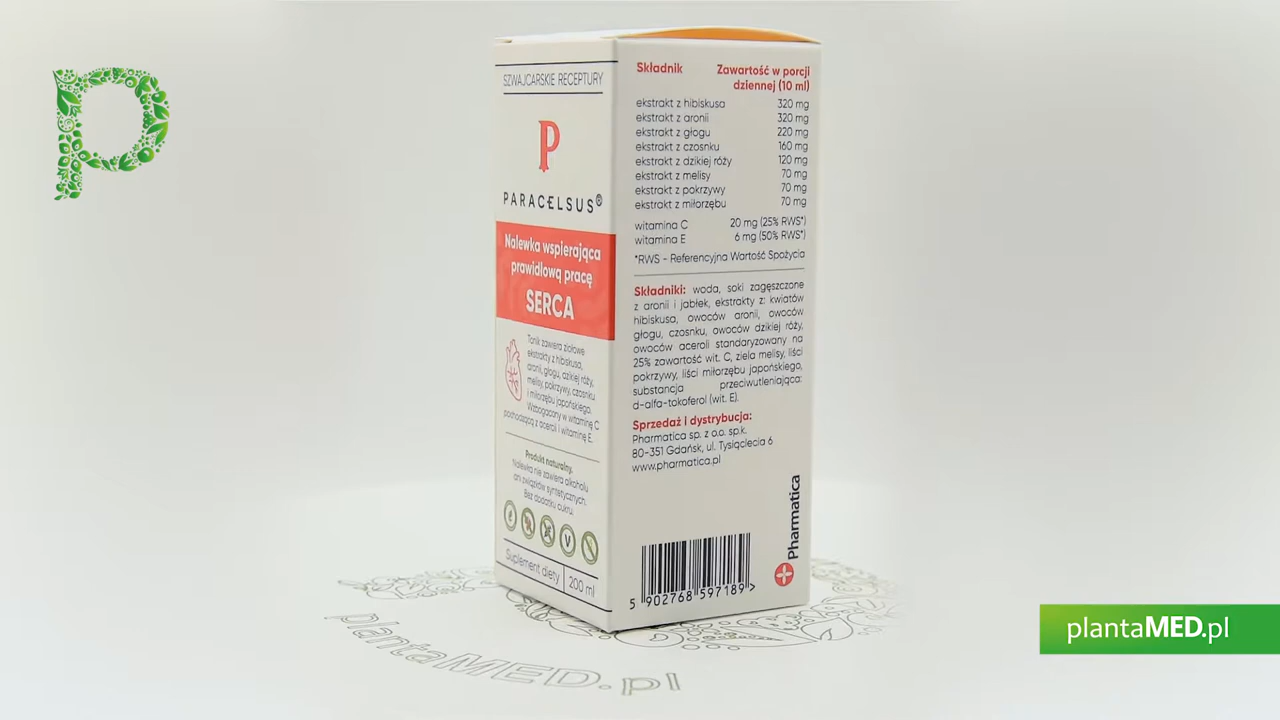 SZWAJCARSKIE RECEPTURY
P
PARACELSUS®
Nalewka wspierająca
prawidłową pracę
SERCA
Tonik zawiera ziołowe
ekstrakty z hibiskusa,
aronii, głogu, dzikiej róży,
melisy, pokrzywy, czosnku
i miłorzębu japońskiego.
Wzbogacony w witaminę C
pochodzącą z aceroli i witaminę E.
Produkt naturalny.
Nalewka nie zawiera alkoholu
ani związków syntetycznych.
Bez dodatku cukru.
V
Suplement diety | 200 ml
Składnik Zawartość w porcji
dziennej (10 ml)
ekstrakt z hibiskusa 320 mg
ekstrakt z aronii 320 mg
ekstrakt z głogu 220 mg
ekstrakt z czosnku 160 mg
ekstrakt z dzikiej róży 120 mg
ekstrakt z melisy 70 mg
ekstrakt z pokrzywy 70 mg
ekstrakt z miłorzębu 70 mg
witamina C 20 mg (25% RWS*)
witamina E 6 mg (50% RWS*)
*RWS – Referencyjna Wartość Spożycia
Składniki: woda, soki zagęszczone
z aronii i jabłek, ekstrakty z: kwiatów
hibiskusa, owoców aronii, owoców
głogu, czosnku, owoców dzikiej róży,
owoców aceroli standaryzowany na
25% zawartość wit. C, ziela melisy, liści
pokrzywy, liści miłorzębu japońskiego,
substancja przeciwutleniająca:
d-alfa-tokoferol (wit. E).
Sprzedaż i dystrybucja:
Pharmatica sp. z o.o. sp.k.
80-351 Gdańsk, ul. Tysiąclecia 6
www.pharmatica.pl
Pharmatica
5 902768 597189 >
plantaMED.pl
plantaMED.pl